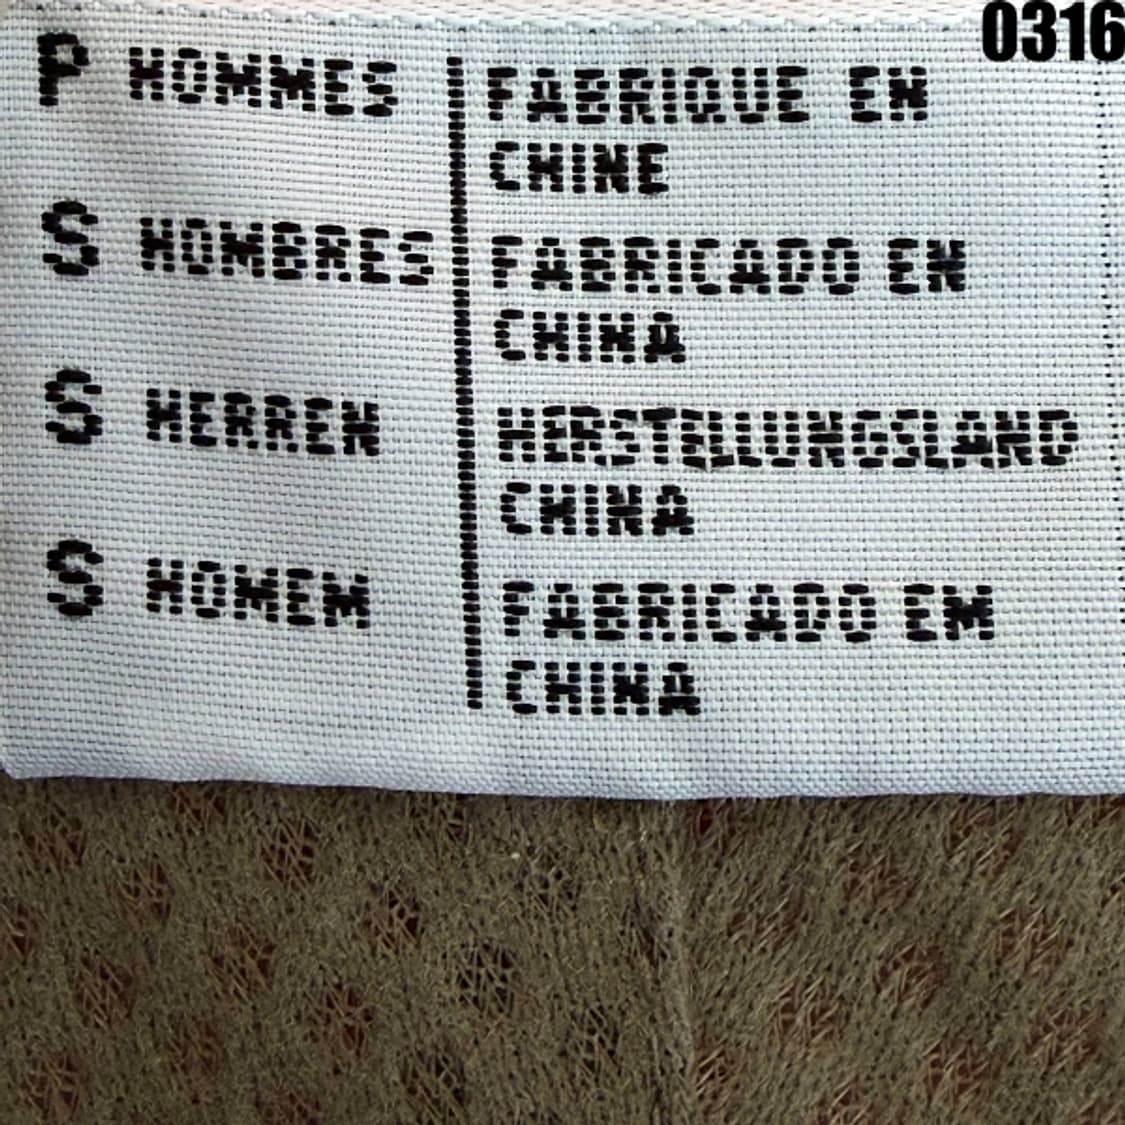 0316
P HOMMES
FABRIQUE EN
CHINE
S HOMBRES
FABRICADO EN
CHINA
S HERREN
HERSTELLUNGSLAND
CHINA
S HOMEM
FABRICADO EM
CHINA